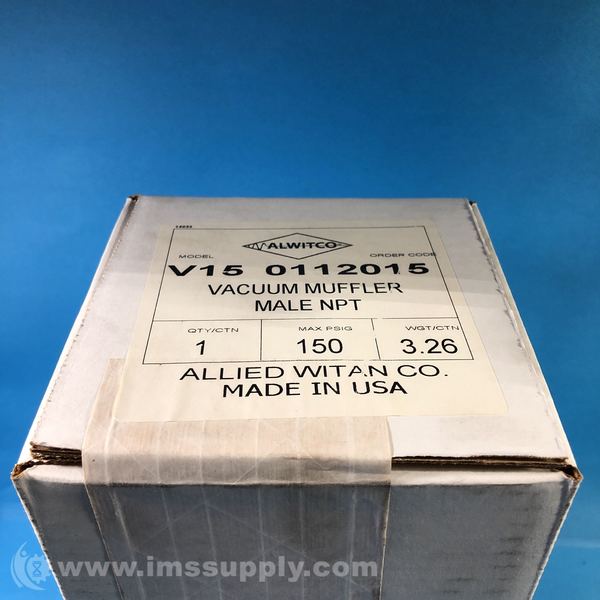 14033
ALWITCO
MODEL ORDER CODE
V15 0112015
VACUUM MUFFLER
MALE NPT
QTY/CTN MAX PSIG WGT/CTN
1 150 3.26
ALLIED WITAN CO.
MADE IN USA
www.imssupply.com